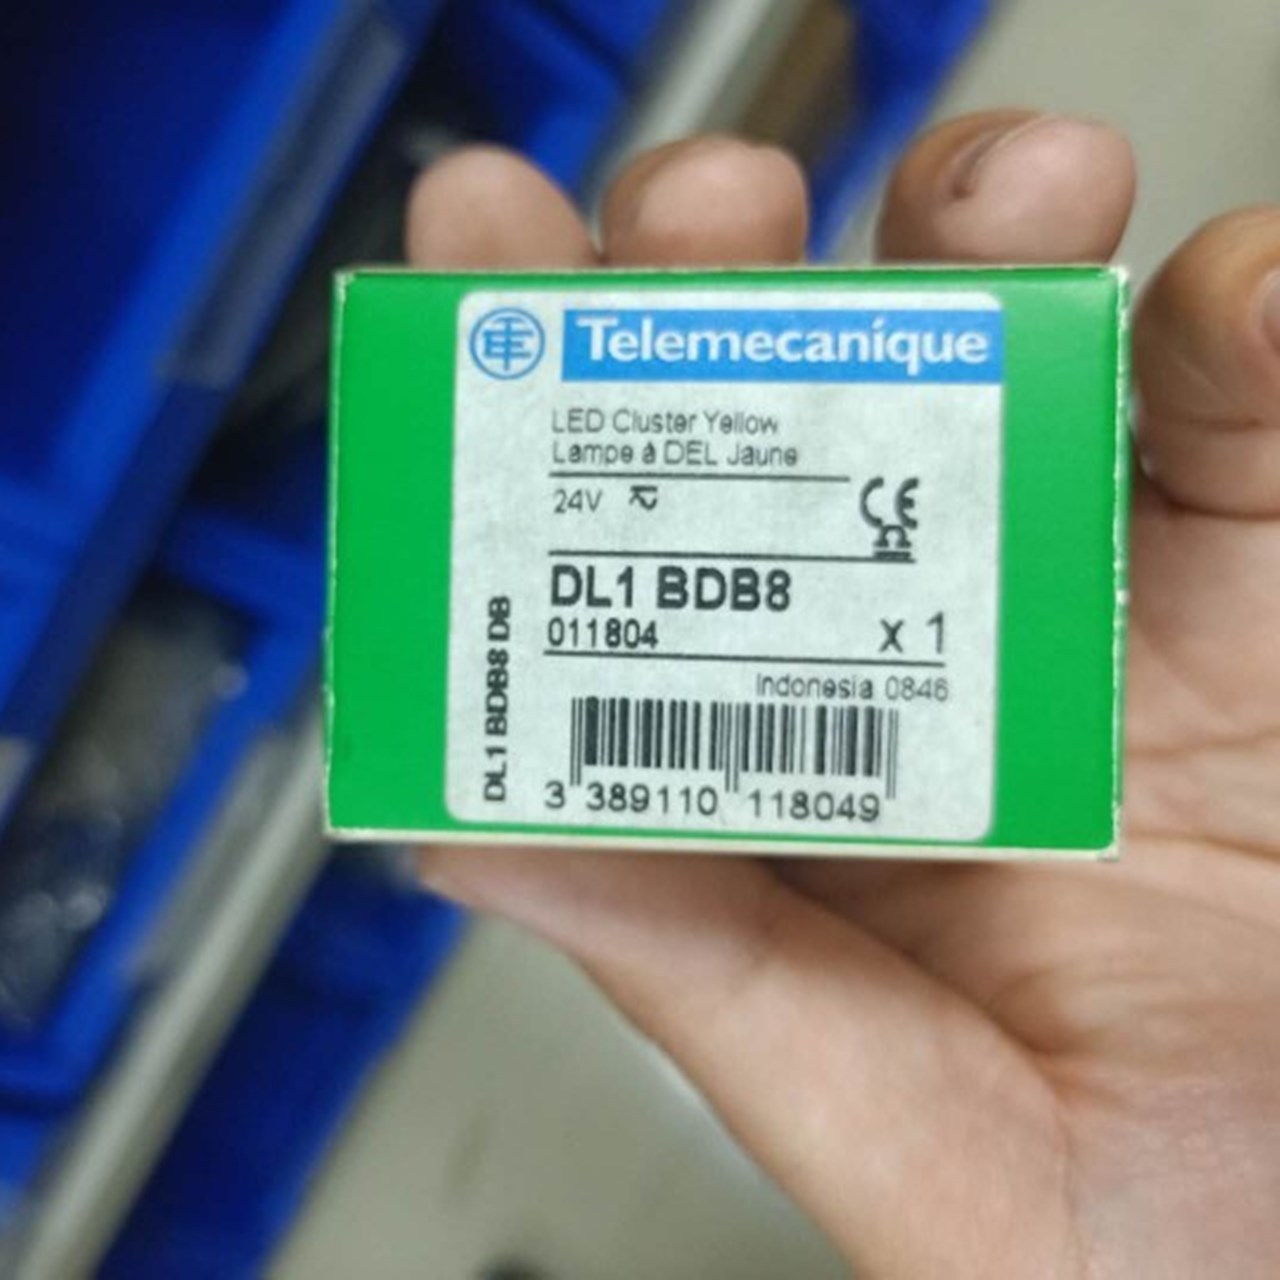 Telemecanique
LED Cluster Yellow
Lampe à DEL Jaune
24V
DL1 BDB8
011804 x 1
Indonesia 0846
3 389110 118049
DL1 BDB8 DB
CE